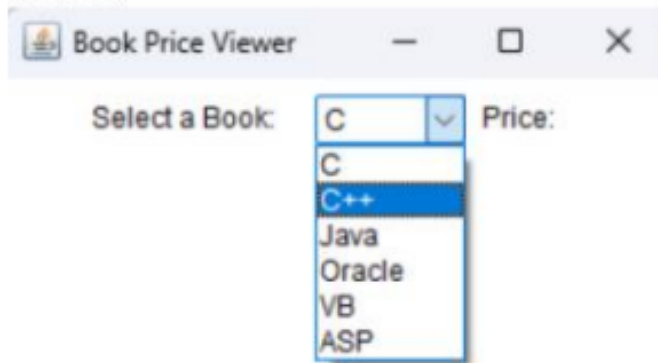 Book Price Viewer
Select a Book: C Price:
C
C++
Java
Oracle
VB
ASP